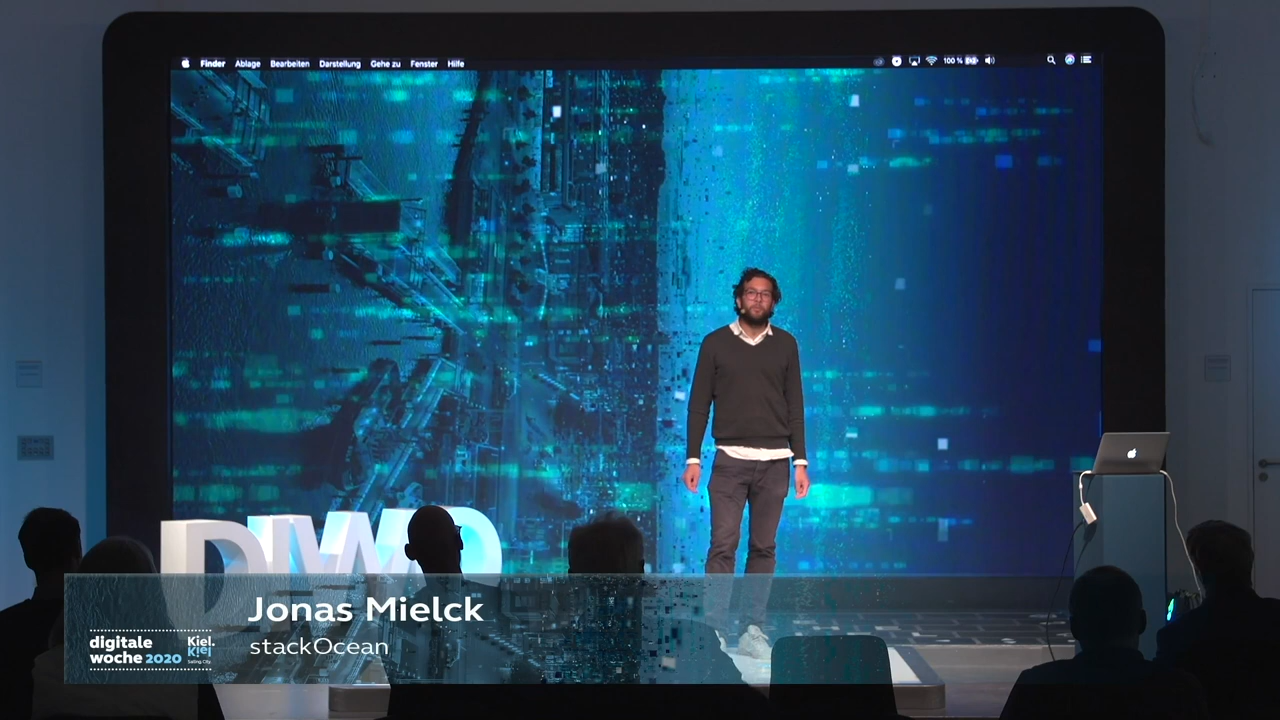 Finder Ablage Bearbeiten Darstellung Gehe zu Fenster Hilfe 100 %
DIWO
Jonas Mielck
stackOcean
digitale
woche 2020
Kiel.
Kiel
Sailing.City.